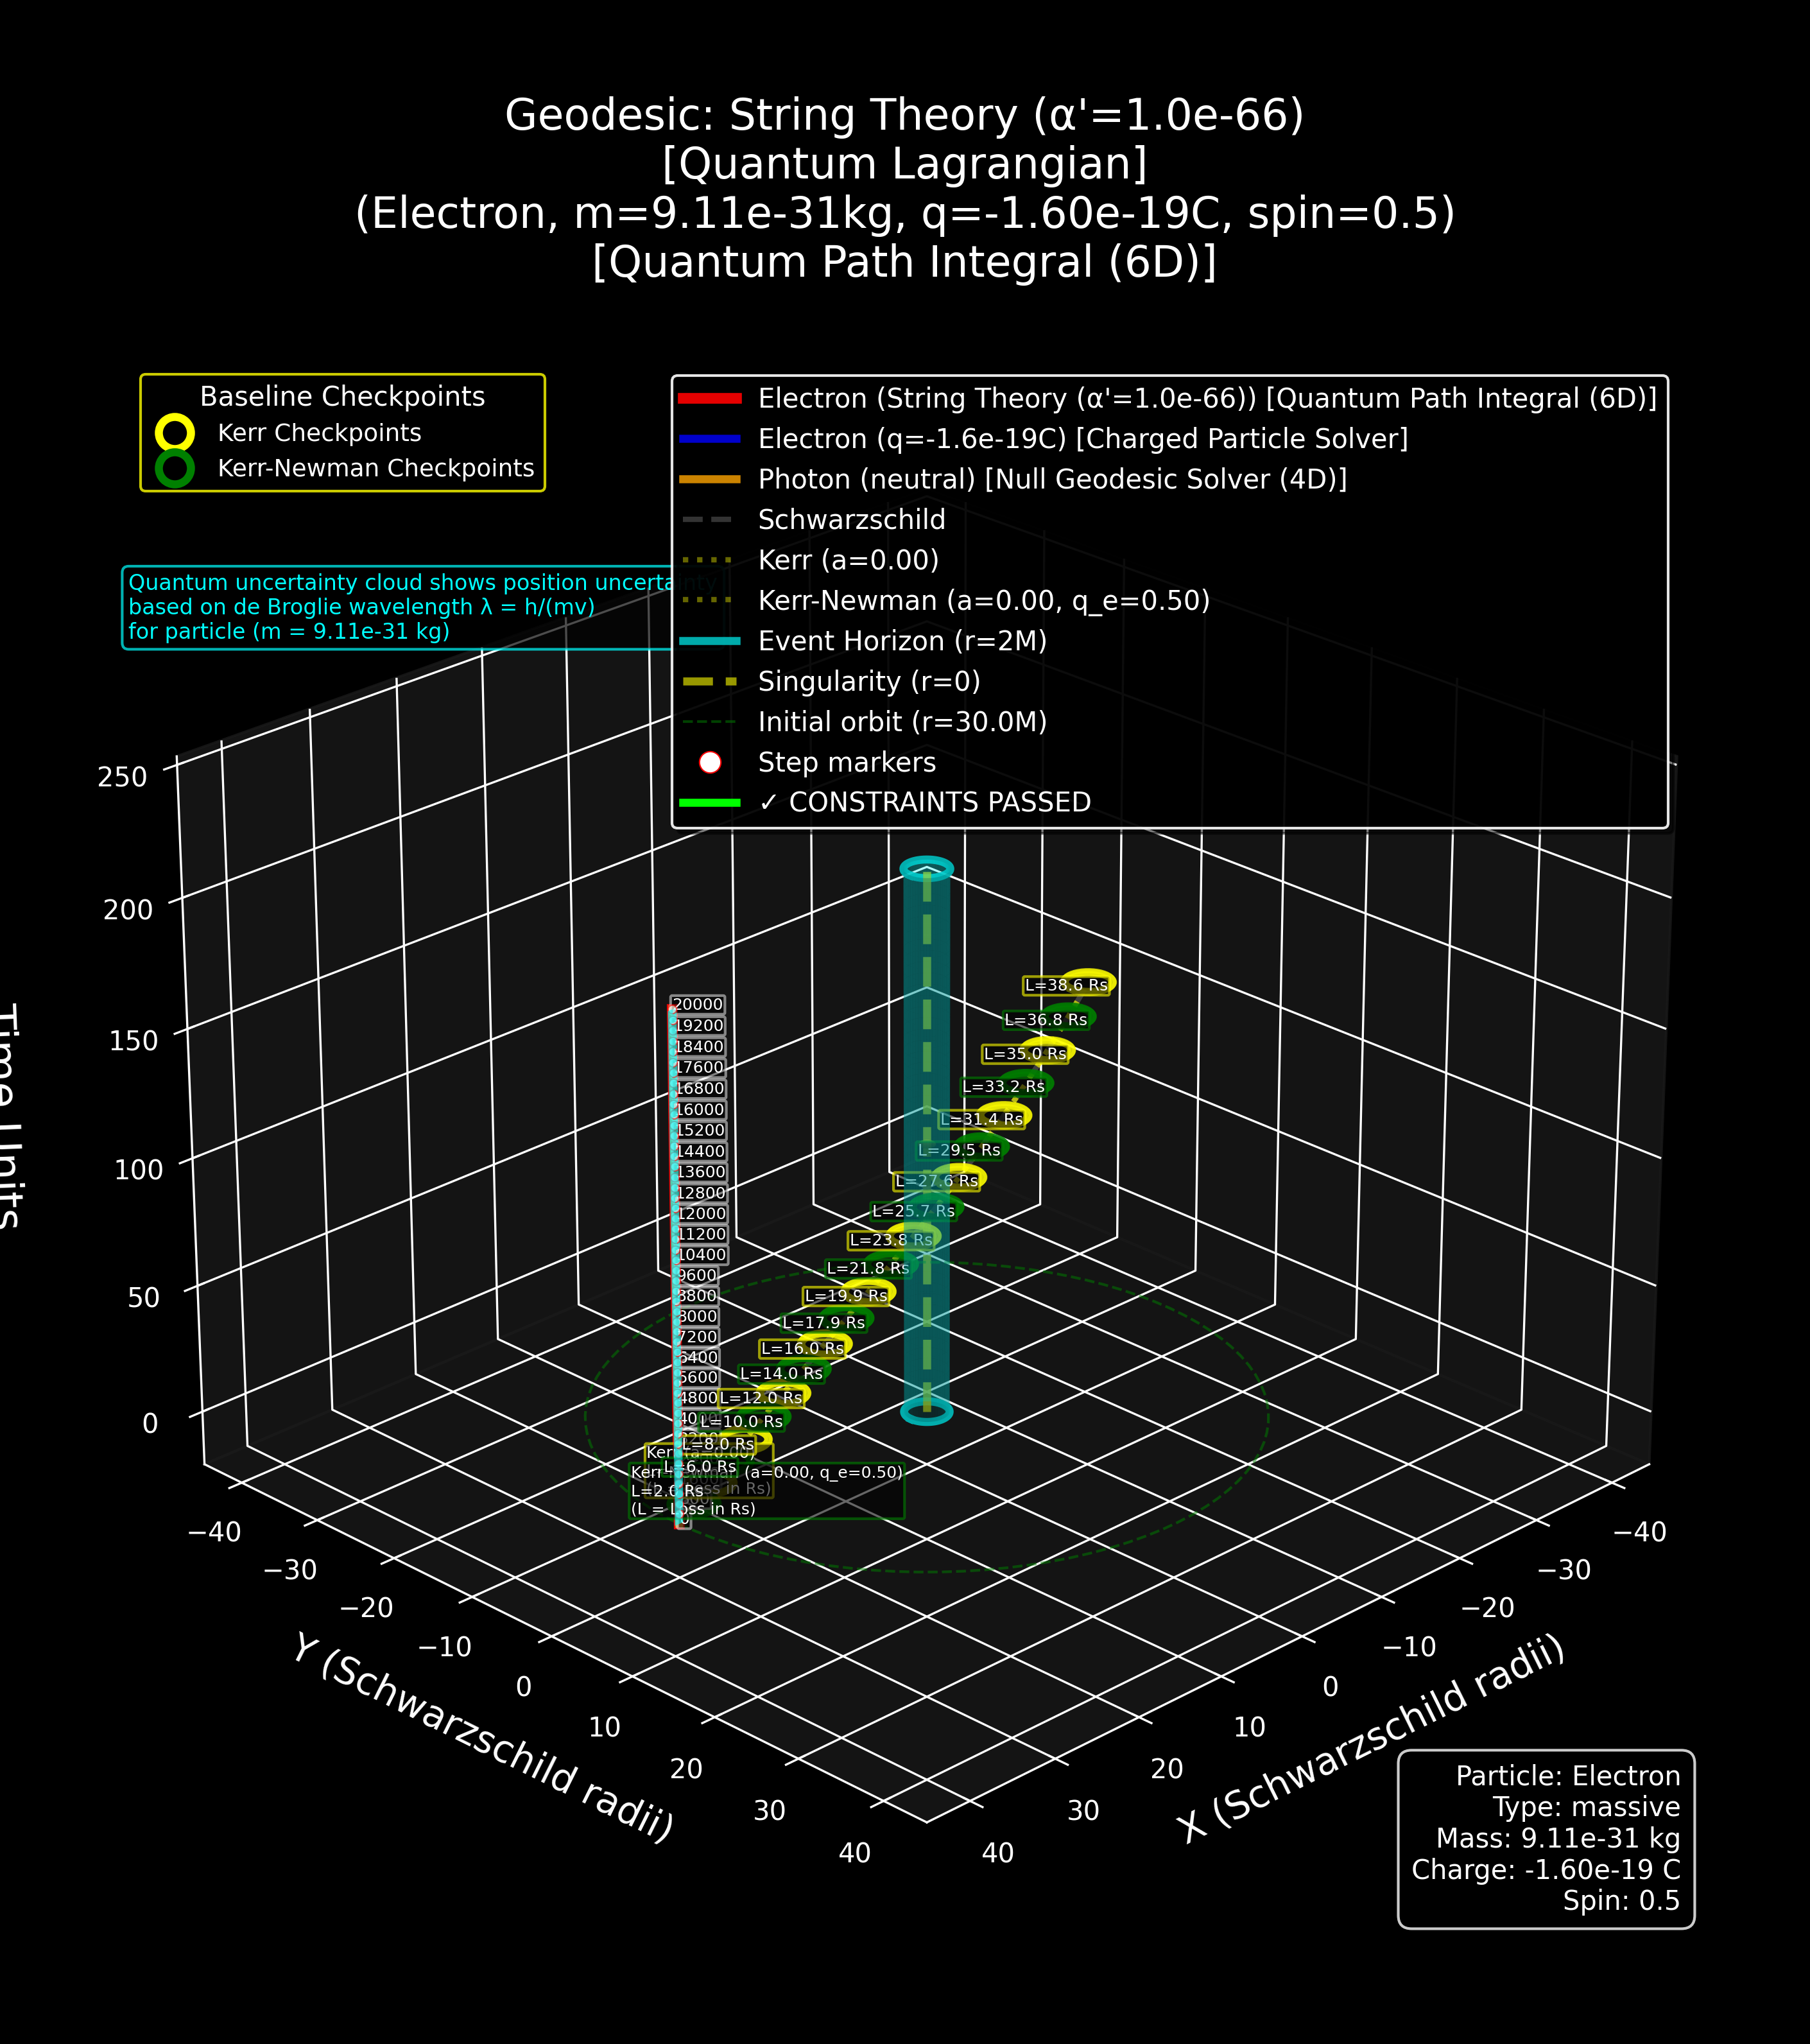 Geodesic: String Theory (α'=1.0e-66)
[Quantum Lagrangian]
(Electron, m=9.11e-31kg, q=-1.60e-19C, spin=0.5)
[Quantum Path Integral (6D)]
Baseline Checkpoints
Kerr Checkpoints
Kerr-Newman Checkpoints
Electron (String Theory (α'=1.0e-66)) [Quantum Path Integral (6D)]
Electron (q=-1.6e-19C) [Charged Particle Solver]
Photon (neutral) [Null Geodesic Solver (4D)]
Schwarzschild
Kerr (a=0.00)
Kerr-Newman (a=0.00, q_e=0.50)
Event Horizon (r=2M)
Singularity (r=0)
Initial orbit (r=30.0M)
Step markers
✓ CONSTRAINTS PASSED
Quantum uncertainty cloud shows position uncertainty
based on de Broglie wavelength λ = h/(mv)
for particle (m = 9.11e-31 kg)
250
200
150
100
50
0
Time Units
20000
19200
18400
17600
16800
16000
15200
14400
13600
12800
12000
11200
10400
9600
8800
8000
7200
6400
5600
4800
L=38.6 Rs
L=36.8 Rs
L=35.0 Rs
L=33.2 Rs
L=31.4 Rs
L=29.5 Rs
L=27.6 Rs
L=25.7 Rs
L=23.8 Rs
L=21.8 Rs
L=19.9 Rs
L=17.9 Rs
L=16.0 Rs
L=14.0 Rs
L=12.0 Rs
L=10.0 Rs
L=8.0 Rs
Kerr (a=0.00)
L=6.0 Rs
Kerr-Newman (a=0.00, q_e=0.50)
(L = Loss in Rs)
0
−40
−30
−20
−10
0
10
20
30
40
Y (Schwarzschild radii)
−40
−30
−20
−10
0
10
20
30
40
X (Schwarzschild radii)
Particle: Electron
Type: massive
Mass: 9.11e-31 kg
Charge: -1.60e-19 C
Spin: 0.5